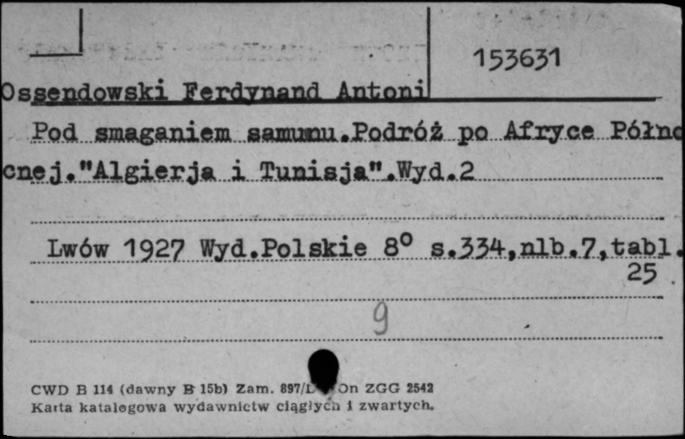 153631
Ossendowski Ferdynand Antoni
Pod smaganiem samumu.Podróż po Afryce Półno
cnej."Algierja i Tunisja".Wyd.2
Lwów 1927 Wyd.Polskie 8° s.334,nlb.7,tabl.
25
9
CWD B 114 (dawny B 15b) Zam. 897/ On ZGG 2542
Karta katalogowa wydawnictw ciągłych i zwartych.